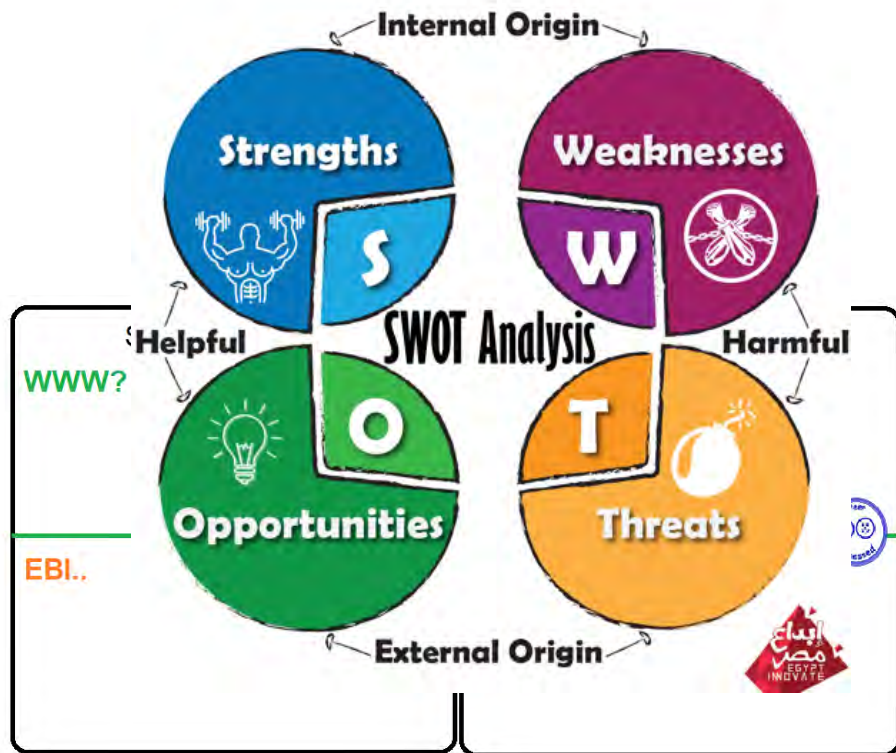 Internal Origin
Strengths
Weaknesses
S
W
Helpful
SWOT Analysis
Harmful
WWW?
O
T
Opportunities
Threats
EBI..
External Origin
إبداع
مصر
EGYPT
INNOVATE